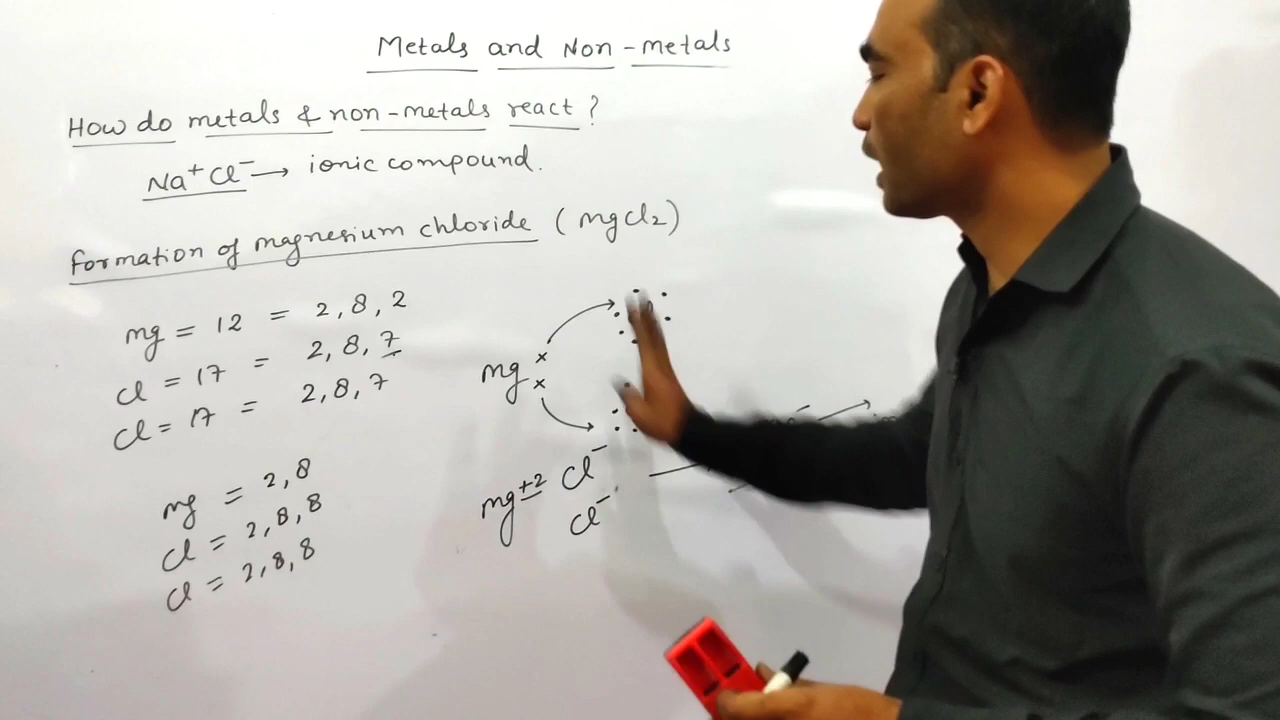 Metals and Non-metals
How do metals & non-metals react?
Na⁺Cl⁻ → ionic compound.
Formation of magnesium chloride (mgcl₂)
mg = 12 = 2, 8, 2
Cl = 17 = 2, 8, 7
Cl = 17 = 2, 8, 7
mg
mg⁺² Cl⁻
Cl⁻
mg = 2, 8
Cl = 2, 8, 8
Cl = 2, 8, 8